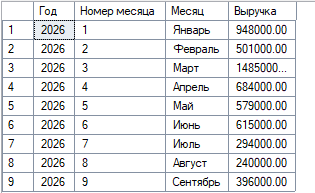 Год Номер месяца Месяц Выручка
1 2026 1 Январь 948000.00
2 2026 2 Февраль 501000.00
3 2026 3 Март 1485000...
4 2026 4 Апрель 684000.00
5 2026 5 Май 579000.00
6 2026 6 Июнь 615000.00
7 2026 7 Июль 294000.00
8 2026 8 Август 240000.00
9 2026 9 Сентябрь 396000.00